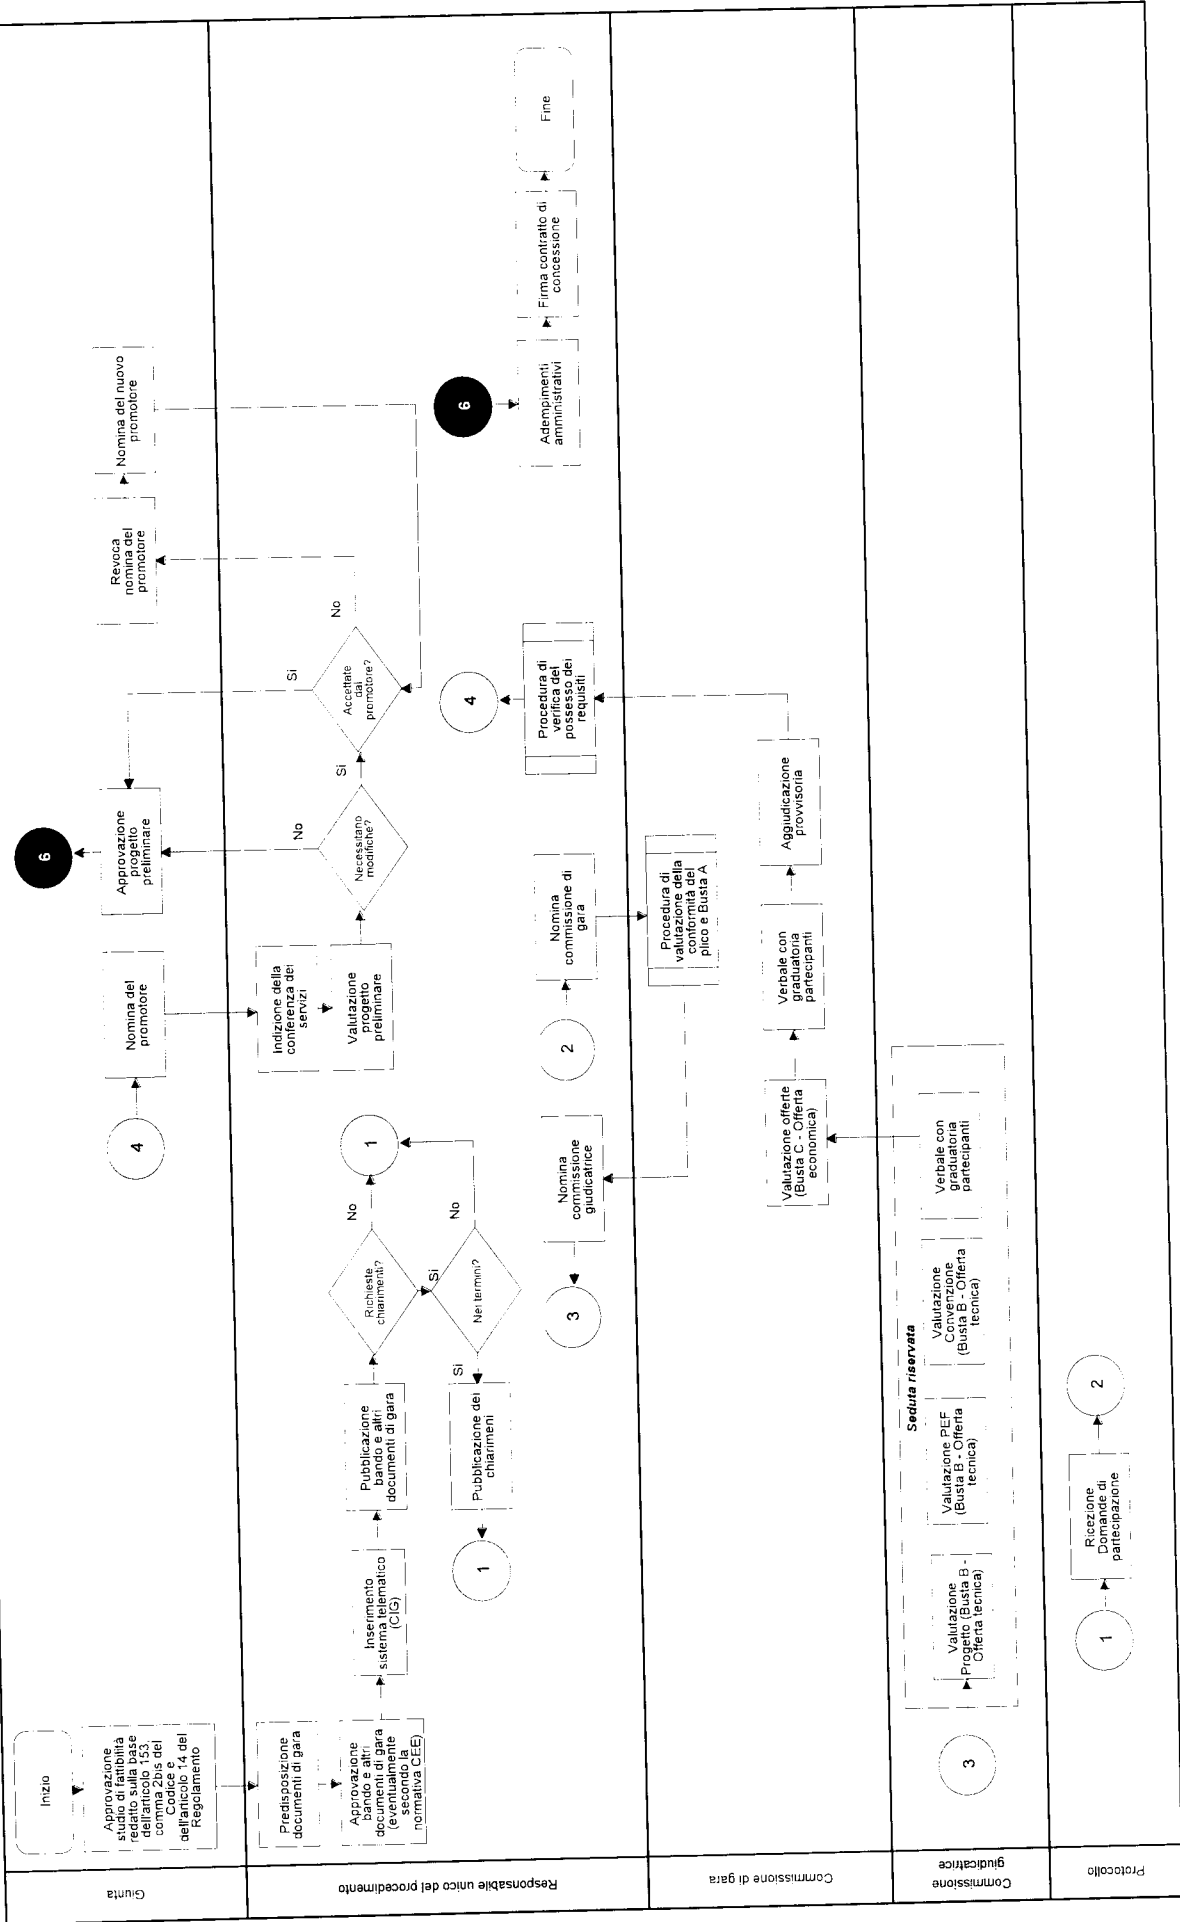 Giunta
Inizio
Approvazione
studio di fattibilità
redatto sulla base
dell'articolo 153,
comma 2bis del
Codice e
dell'articolo 14 del
Regolamento
4
Nomina del
promotore
6
Approvazione
progetto
preliminare
Revoca
nomina del
promotore
Nomina del nuovo
promotore
Responsabile unico del procedimento
Predisposizione
documenti di gara
Approvazione
bando e altri
documenti di gara
(eventualmente
secondo la
normativa CEE)
Inserimento
sistema telematico
(CIG)
Pubblicazione
bando e altri
documenti di gara
Richieste
chiarimenti?
No
1
Si
Nei termini?
No
Si
Pubblicazione dei
chiarimeni
1
Indizione della
conferenza dei
servizi
Valutazione
progetto
preliminare
Necessitano
modifiche?
No
Si
Accettate
dal
promotore?
Si
No
3
Nomina
commissione
giudicatrice
2
Nomina
commissione di
gara
4
Procedura di
verifica del
possesso dei
requisiti
6
Adempimenti
amministrativi
Firma contratto di
concessione
Fine
Commissione di gara
Procedura di
valutazione della
conformità del
plico e Busta A
Valutazione offerte
(Busta C - Offerta
economica)
Verbale con
graduatoria
partecipanti
Aggiudicazione
provvisoria
Commissione
giudicatrice
3
Seduta riservata
Valutazione
Progetto (Busta B -
Offerta tecnica)
Valutazione PEF
(Busta B - Offerta
tecnica)
Valutazione
Convenzione
(Busta B - Offerta
tecnica)
Verbale con
graduatoria
partecipanti
Protocollo
1
Ricezione
Domande di
partecipazione
2